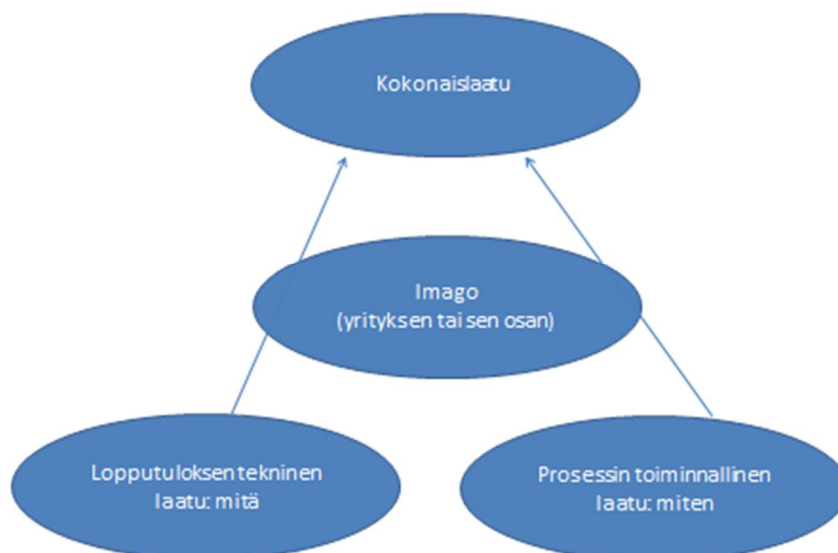 Kokonaislaatu
Imago
(yrityksen tai sen osan)
Lopputuloksen tekninen
laatu: mitä
Prosessin toiminnallinen
laatu: miten